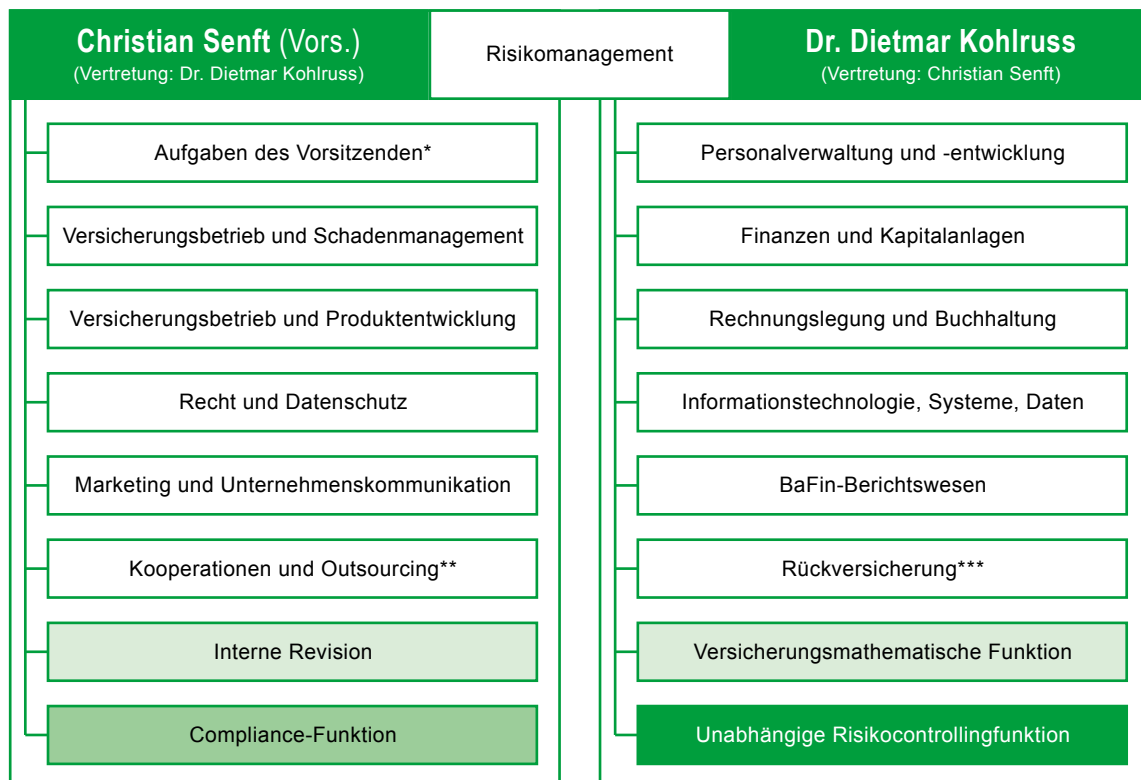 Christian Senft (Vors.)
(Vertretung: Dr. Dietmar Kohlruss)
Risikomanagement
Dr. Dietmar Kohlruss
(Vertretung: Christian Senft)
Aufgaben des Vorsitzenden*
Versicherungsbetrieb und Schadenmanagement
Versicherungsbetrieb und Produktentwicklung
Recht und Datenschutz
Marketing und Unternehmenskommunikation
Kooperationen und Outsourcing**
Interne Revision
Compliance-Funktion
Personalverwaltung und -entwicklung
Finanzen und Kapitalanlagen
Rechnungslegung und Buchhaltung
Informationstechnologie, Systeme, Daten
BaFin-Berichtswesen
Rückversicherung***
Versicherungsmathematische Funktion
Unabhängige Risikocontrollingfunktion